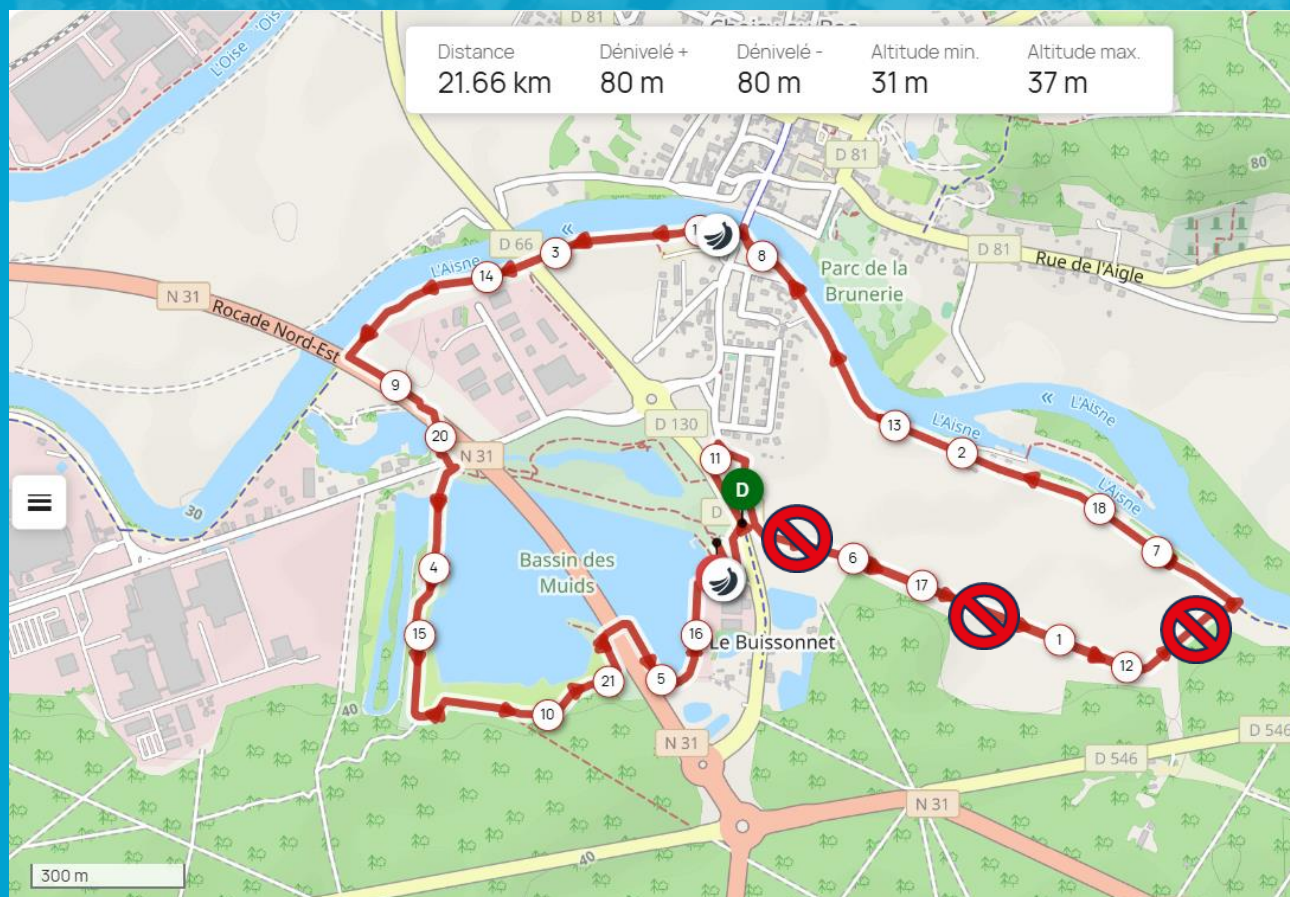 D 81
L'Oise
Distance
21.66 km
Dénivelé +
80 m
Dénivelé -
80 m
Altitude min.
31 m
Altitude max.
37 m
D 81
80
D 81
Rue de l'Aigle
Parc de la
Brunerie
D 66
3
8
L'Aisne
14
N 31
Rocade Nord-Est
9
20
N 31
D 130
11
D
D
13
L'Aisne
2
L'Aisne
L'Aisne
18
7
30
Bassin des
Muids
4
15
6
17
1
12
16
Le Buissonnet
5
21
10
40
N 31
D 546
D 546
N 31
40
300 m